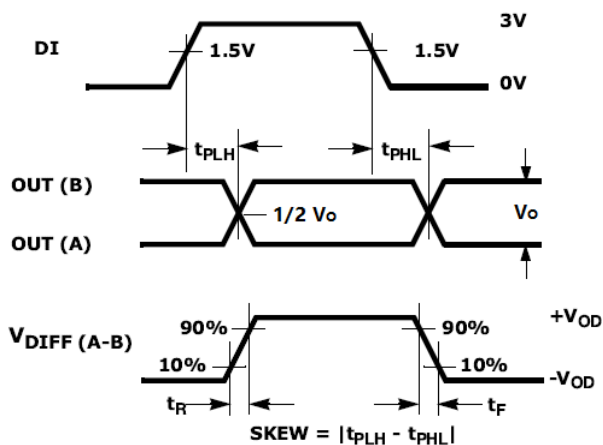 3V
DI
1.5V
1.5V
0V
tPLH
tPHL
OUT (B)
1/2 Vo
Vo
OUT (A)
+VOD
90%
90%
VDIFF (A-B)
10%
10%
-VOD
tR
tF
SKEW = |tPLH - tPHL|